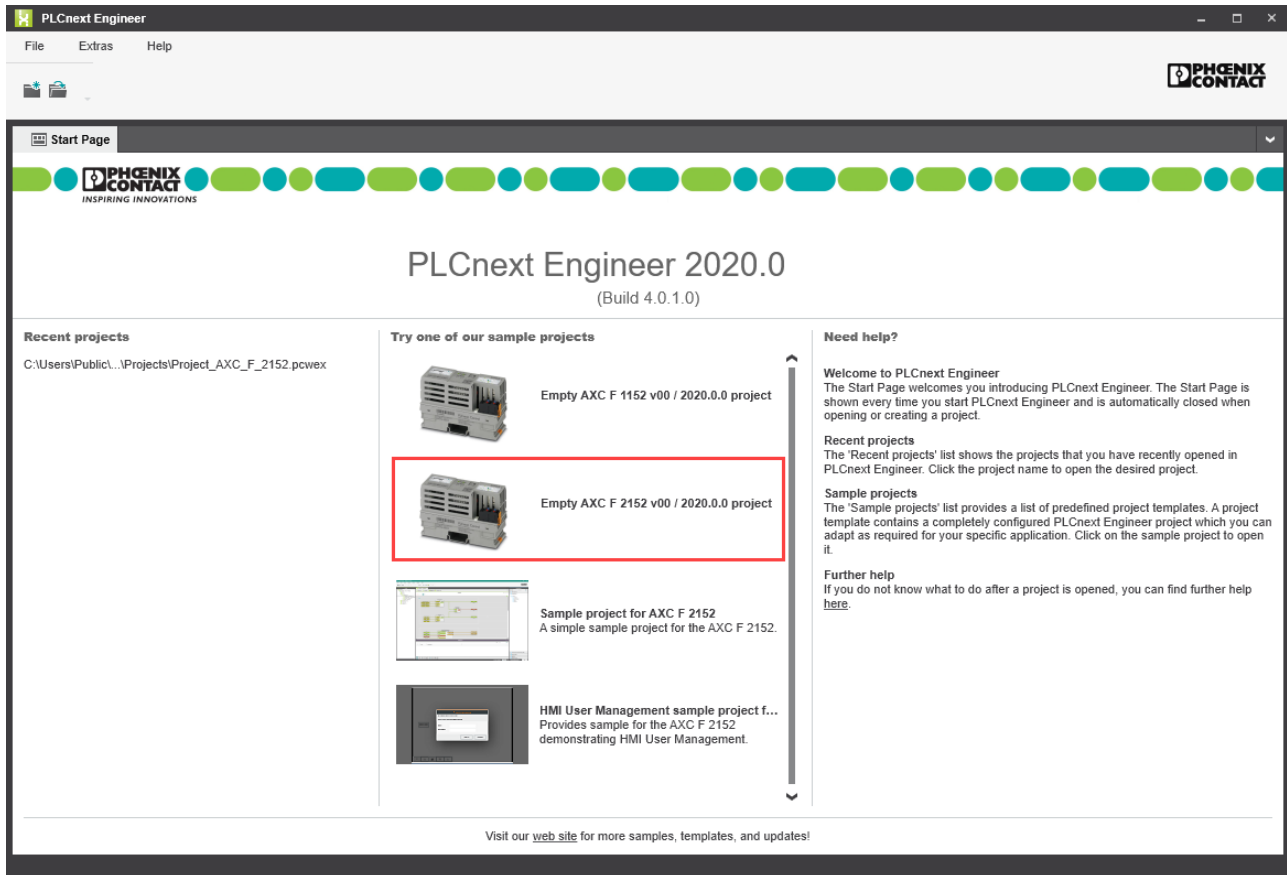 PLCnext Engineer
File Extras Help
PHŒNIX
CONTACT
Start Page
PHŒNIX
CONTACT
INSPIRING INNOVATIONS
PLCnext Engineer 2020.0
(Build 4.0.1.0)
Recent projects
C:\Users\Public\...\Projects\Project_AXC_F_2152.pcwex
Try one of our sample projects
Empty AXC F 1152 v00 / 2020.0.0 project
Empty AXC F 2152 v00 / 2020.0.0 project
Sample project for AXC F 2152
A simple sample project for the AXC F 2152.
HMI User Management sample project f...
Provides sample for the AXC F 2152
demonstrating HMI User Management.
Need help?
Welcome to PLCnext Engineer
The Start Page welcomes you introducing PLCnext Engineer. The Start Page is
shown every time you start PLCnext Engineer and is automatically closed when
opening or creating a project.
Recent projects
The 'Recent projects' list shows the projects that you have recently opened in
PLCnext Engineer. Click the project name to open the desired project.
Sample projects
The 'Sample projects' list provides a list of predefined project templates. A project
template contains a completely configured PLCnext Engineer project which you can
adapt as required for your specific application. Click on the sample project to open
it.
Further help
If you do not know what to do after a project is opened, you can find further help
here.
Visit our web site for more samples, templates, and updates!